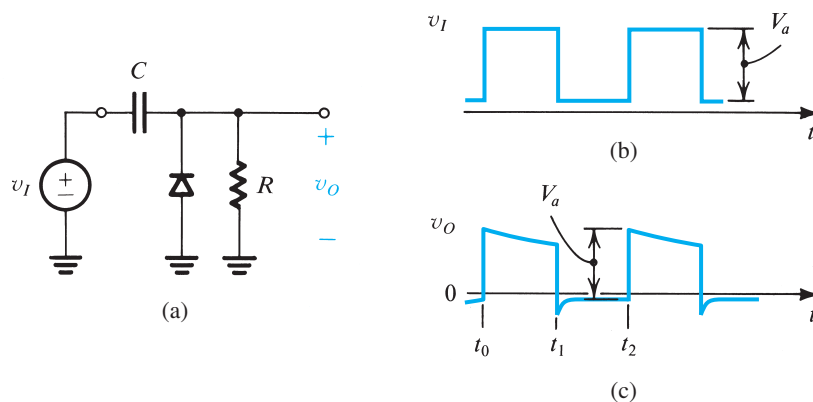 C
v_I
+
−
R
+
v_O
−
(a)
v_I
V_a
t
(b)
v_O
V_a
0
t_0
t_1
t_2
t
(c)